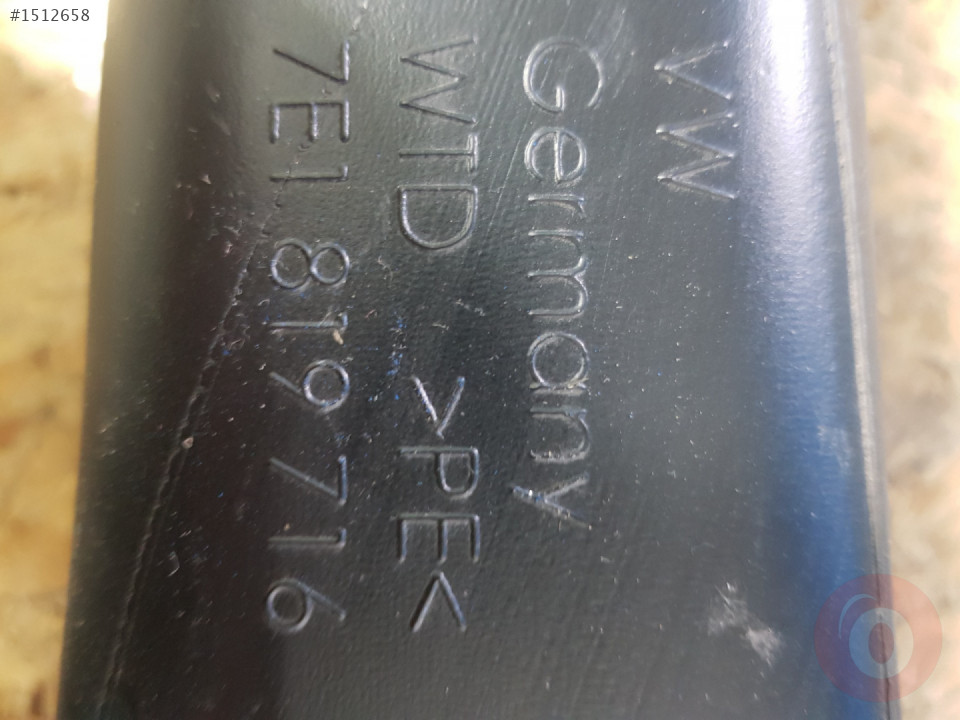 #1512658
VW
Germany
WTD >PE<
7E1 819 716